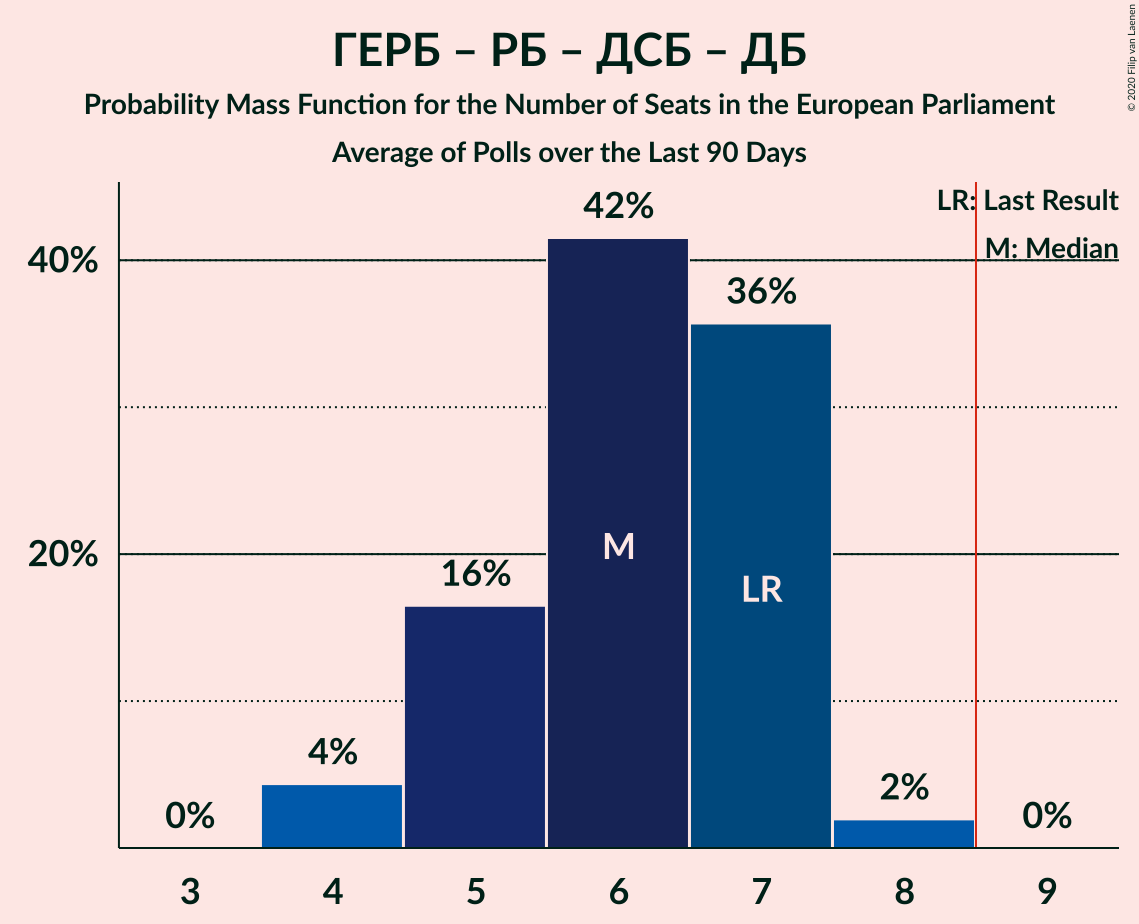 ГЕРБ – РБ – ДСБ – ДБ
Probability Mass Function for the Number of Seats in the European Parliament
Average of Polls over the Last 90 Days
© 2020 Filip van Laenen
LR: Last Result
M: Median
42%
40%
36%
M
20%
16%
LR
4%
2%
0%
0%
3 4 5 6 7 8 9